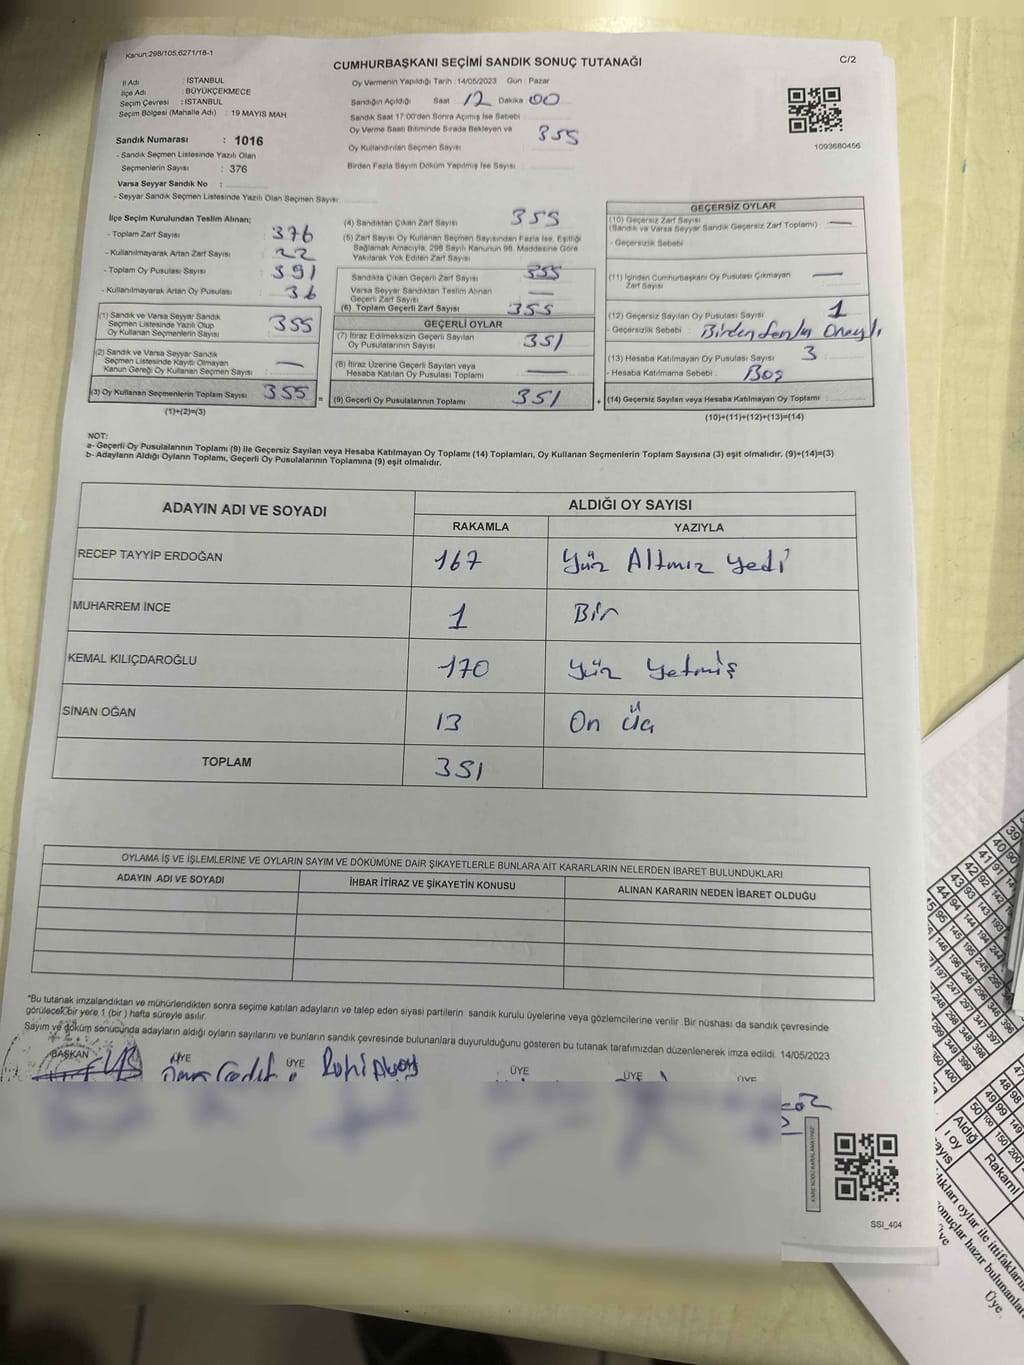 Kanun:298/105,6271/18-1
CUMHURBAŞKANI SEÇİMİ SANDIK SONUÇ TUTANAĞI
C/2
İl Adı : İSTANBUL
İlçe Adı : BÜYÜKÇEKMECE
Seçim Çevresi : İSTANBUL
Seçim Bölgesi (Mahalle Adı) : 19 MAYIS MAH.
Oy Vermenin Yapıldığı Tarih : 14/05/2023 Gün : Pazar
Sandığın Açıldığı Saat 12 Dakika 00
Sandık Saat 17:00'den Sonra Açılmış İse Sebebi :
Oy Verme Saati Bitiminde Sırada Bekleyen ve
Oy Kullandırılan Seçmen Sayısı : 355
Birden Fazla Sayım Döküm Yapılmış İse Sayısı :
1093680456
Sandık Numarası : 1016
- Sandık Seçmen Listesinde Yazılı Olan
Seçmenlerin Sayısı : 376
Varsa Seyyar Sandık No :
- Seyyar Sandık Seçmen Listesinde Yazılı Olan Seçmen Sayısı:
İlçe Seçim Kurulundan Teslim Alınan;
- Toplam Zarf Sayısı : 376
- Kullanılmayarak Artan Zarf Sayısı : 22
- Toplam Oy Pusulası Sayısı : 391
- Kullanılmayarak Artan Oy Pusulası : 36
(1) Sandık ve Varsa Seyyar Sandık
Seçmen Listesinde Yazılı Olup
Oy Kullanan Seçmenlerin Sayısı : 355
(2) Sandık ve Varsa Seyyar Sandık
Seçmen Listesinde Kayıtlı Olmayan
Kanun Gereği Oy Kullanan Seçmen Sayısı : —
(3) Oy Kullanan Seçmenlerin Toplam Sayısı 355
(1)+(2)=(3)
(4) Sandıktan Çıkan Zarf Sayısı 355
(5) Zarf Sayısı Oy Kullanan Seçmen Sayısından Fazla İse, Eşitliği
Sağlamak Amacıyla, 298 Sayılı Kanunun 98. Maddesine Göre
Yakılarak Yok Edilen Zarf Sayısı
Sandıkta Çıkan Geçerli Zarf Sayısı 355
Varsa Seyyar Sandıktan Teslim Alınan
Geçerli Zarf Sayısı —
(6) Toplam Geçerli Zarf Sayısı 355
GEÇERLİ OYLAR
(7) İtiraz Edilmeksizin Geçerli Sayılan
Oy Pusulalarının Sayısı 351
(8) İtiraz Üzerine Geçerli Sayılan veya
Hesaba Katılan Oy Pusulası Toplamı —
= (9) Geçerli Oy Pusulalarının Toplamı 351
GEÇERSİZ OYLAR
(10) Geçersiz Zarf Sayısı
(Sandık ve Varsa Seyyar Sandık Geçersiz Zarf Toplamı) : —
- Geçersizlik Sebebi
(11) İçinden Cumhurbaşkanı Oy Pusulası Çıkmayan
Zarf Sayısı —
(12) Geçersiz Sayılan Oy Pusulası Sayısı : 1
- Geçersizlik Sebebi : Birden fazla Onaylı
(13) Hesaba Katılmayan Oy Pusulası Sayısı : 3
- Hesaba Katılmama Sebebi : Boş
+ (14) Geçersiz Sayılan veya Hesaba Katılmayan Oy Toplamı :
(10)+(11)+(12)+(13)=(14)
NOT:
a- Geçerli Oy Pusulalarının Toplamı (9) ile Geçersiz Sayılan veya Hesaba Katılmayan Oy Toplamı (14) Toplamları, Oy Kullanan Seçmenlerin Toplam Sayısına (3) eşit olmalıdır. (9)+(14)=(3)
b- Adayların Aldığı Oyların Toplamı, Geçerli Oy Pusulalarının Toplamına (9) eşit olmalıdır.
ADAYIN ADI VE SOYADI ALDIĞI OY SAYISI
RAKAMLA YAZIYLA
RECEP TAYYİP ERDOĞAN 167 Yüz Altmız Yedi
MUHARREM İNCE 1 Bir
KEMAL KILIÇDAROĞLU 170 Yüz Yetmiş
SİNAN OĞAN 13 On Üç
TOPLAM 351
OYLAMA İŞ VE İŞLEMLERİNE VE OYLARIN SAYIM VE DÖKÜMÜNE DAİR ŞİKAYETLERLE BUNLARA AİT KARARLARIN NELERDEN İBARET BULUNDUKLARI
ADAYIN ADI VE SOYADI İHBAR İTİRAZ VE ŞİKAYETİN KONUSU ALINAN KARARIN NEDEN İBARET OLDUĞU
*Bu tutanak imzalandıktan ve mühürlendikten sonra seçime katılan adayların ve talep eden siyasi partilerin sandık kurulu üyelerine veya gözlemcilerine verilir .Bir nüshası da sandık çevresinde
görülecek bir yere 1 (bir ) hafta süreyle asılır.
Sayım ve döküm sonucunda adayların aldığı oyların sayılarını ve bunların sandık çevresinde bulunanlara duyurulduğunu gösteren bu tutanak tarafımızdan düzenlenerek imza edildi. 14/05/2023
BAŞKAN ÜYE ÜYE ÜYE ÜYE ÜYE
SSI_404
Aldığı
Rakaml
Üye